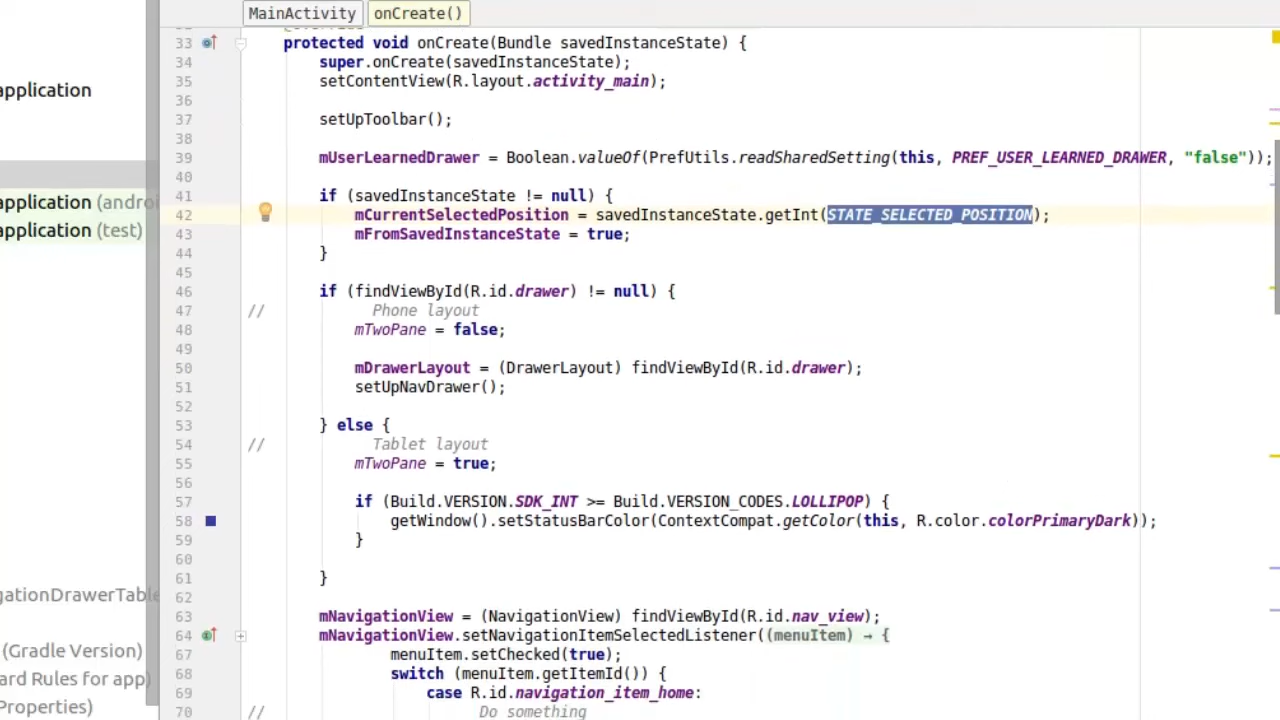 MainActivity onCreate()
33 protected void onCreate(Bundle savedInstanceState) {
34 super.onCreate(savedInstanceState);
35 setContentView(R.layout.activity_main);
36
37 setUpToolbar();
38
39 mUserLearnedDrawer = Boolean.valueOf(PrefUtils.readSharedSetting(this, PREF_USER_LEARNED_DRAWER, "false"));
40
41 if (savedInstanceState != null) {
42 mCurrentSelectedPosition = savedInstanceState.getInt(STATE_SELECTED_POSITION);
43 mFromSavedInstanceState = true;
44 }
45
46 if (findViewById(R.id.drawer) != null) {
47 // Phone layout
48 mTwoPane = false;
49
50 mDrawerLayout = (DrawerLayout) findViewById(R.id.drawer);
51 setUpNavDrawer();
52
53 } else {
54 // Tablet layout
55 mTwoPane = true;
56
57 if (Build.VERSION.SDK_INT >= Build.VERSION_CODES.LOLLIPOP) {
58 getWindow().setStatusBarColor(ContextCompat.getColor(this, R.color.colorPrimaryDark));
59 }
60
61 }
62
63 mNavigationView = (NavigationView) findViewById(R.id.nav_view);
64 mNavigationView.setNavigationItemSelectedListener((menuItem) → {
67 menuItem.setChecked(true);
68 switch (menuItem.getItemId()) {
69 case R.id.navigation_item_home:
70 // Do something
application
application (androi
application (test)
gationDrawerTable
(Gradle Version)
ard Rules for app)
Properties)